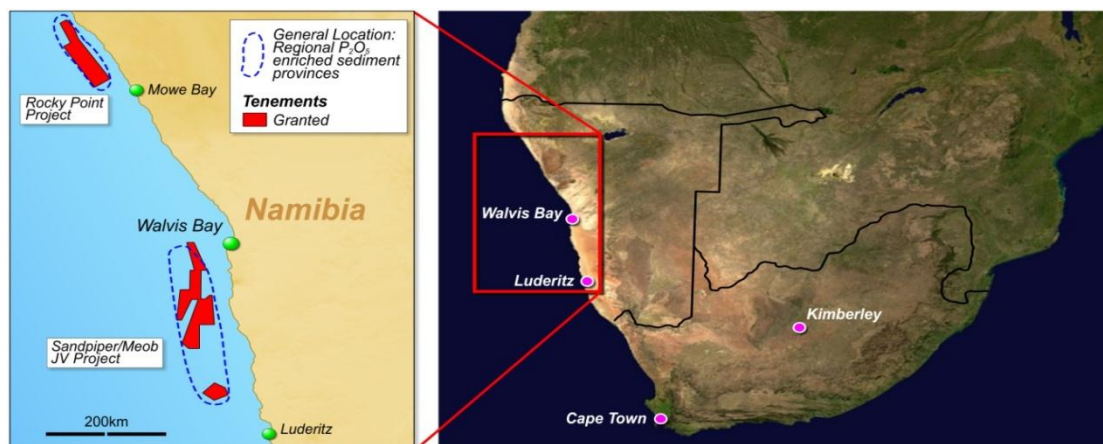 General Location:
Regional P₂O₅
enriched sediment
provinces
Tenements
Granted
Mowe Bay
Rocky Point
Project
Namibia
Walvis Bay
Sandpiper/Meob
JV Project
200km
Luderitz
Walvis Bay
Luderitz
Kimberley
Cape Town